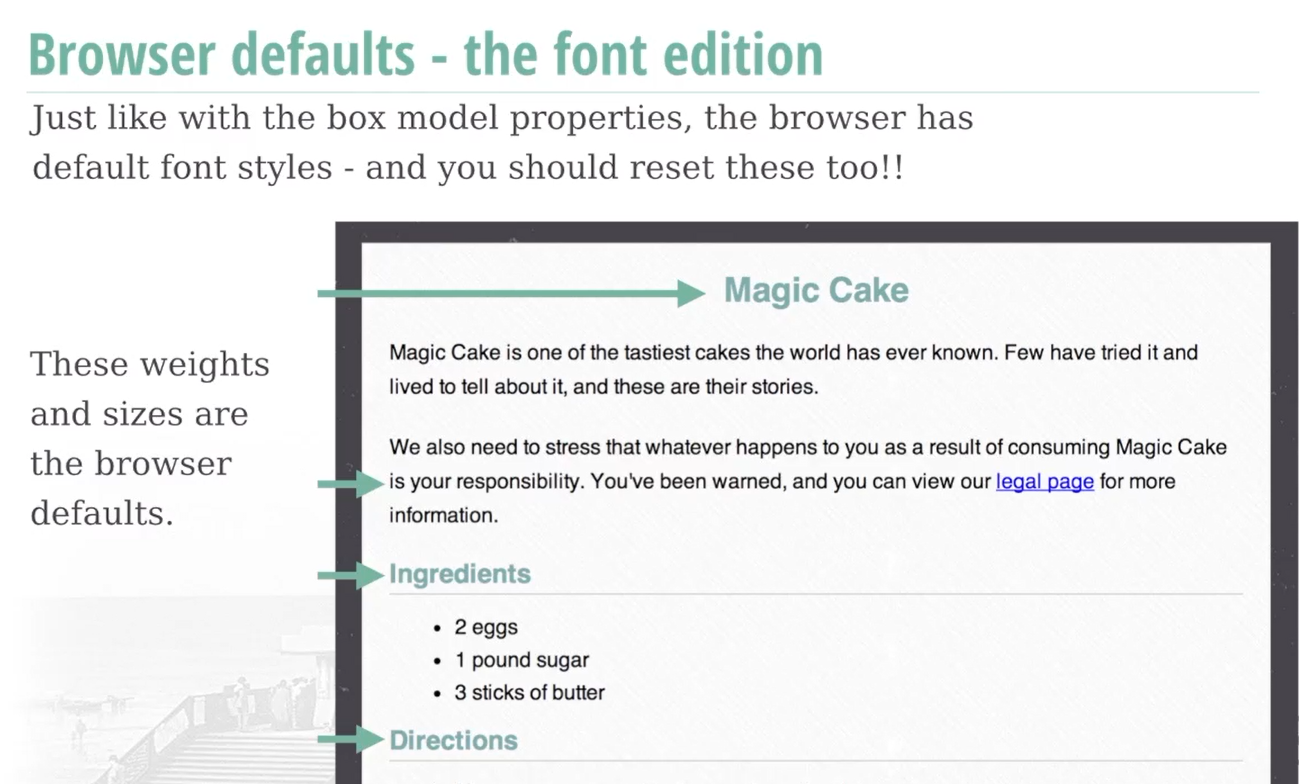 Browser defaults - the font edition
Just like with the box model properties, the browser has
default font styles - and you should reset these too!!
These weights
and sizes are
the browser
defaults.
Magic Cake
Magic Cake is one of the tastiest cakes the world has ever known. Few have tried it and
lived to tell about it, and these are their stories.
We also need to stress that whatever happens to you as a result of consuming Magic Cake
is your responsibility. You've been warned, and you can view our legal page for more
information.
Ingredients
• 2 eggs
• 1 pound sugar
• 3 sticks of butter
Directions